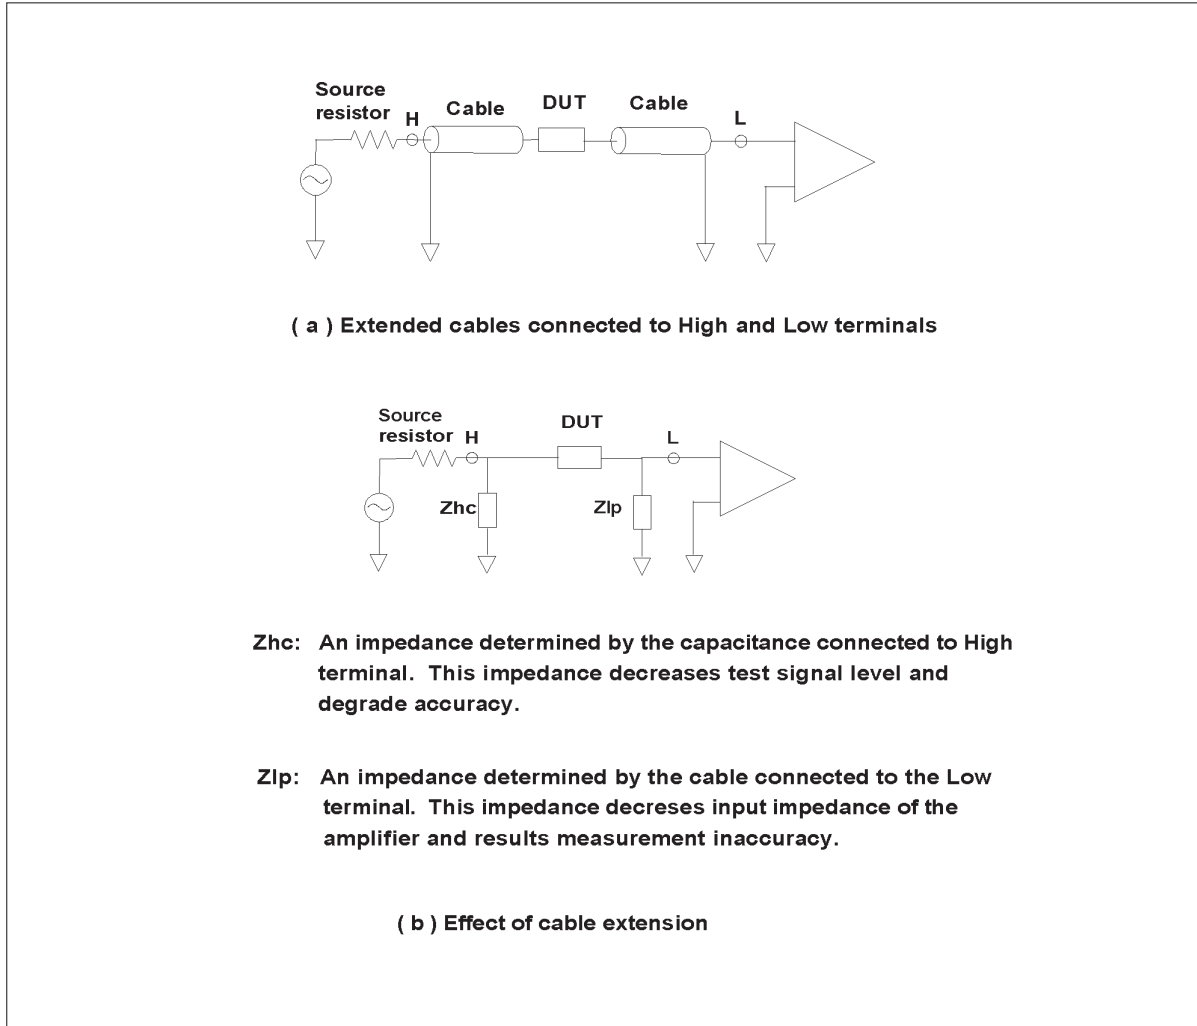 Source
resistor
H
Cable
DUT
Cable
L
( a ) Extended cables connected to High and Low terminals
Source
resistor
H
DUT
L
Zhc
Zlp
Zhc: An impedance determined by the capacitance connected to High
terminal. This impedance decreases test signal level and
degrade accuracy.
Zlp: An impedance determined by the cable connected to the Low
terminal. This impedance decreses input impedance of the
amplifier and results measurement inaccuracy.
( b ) Effect of cable extension